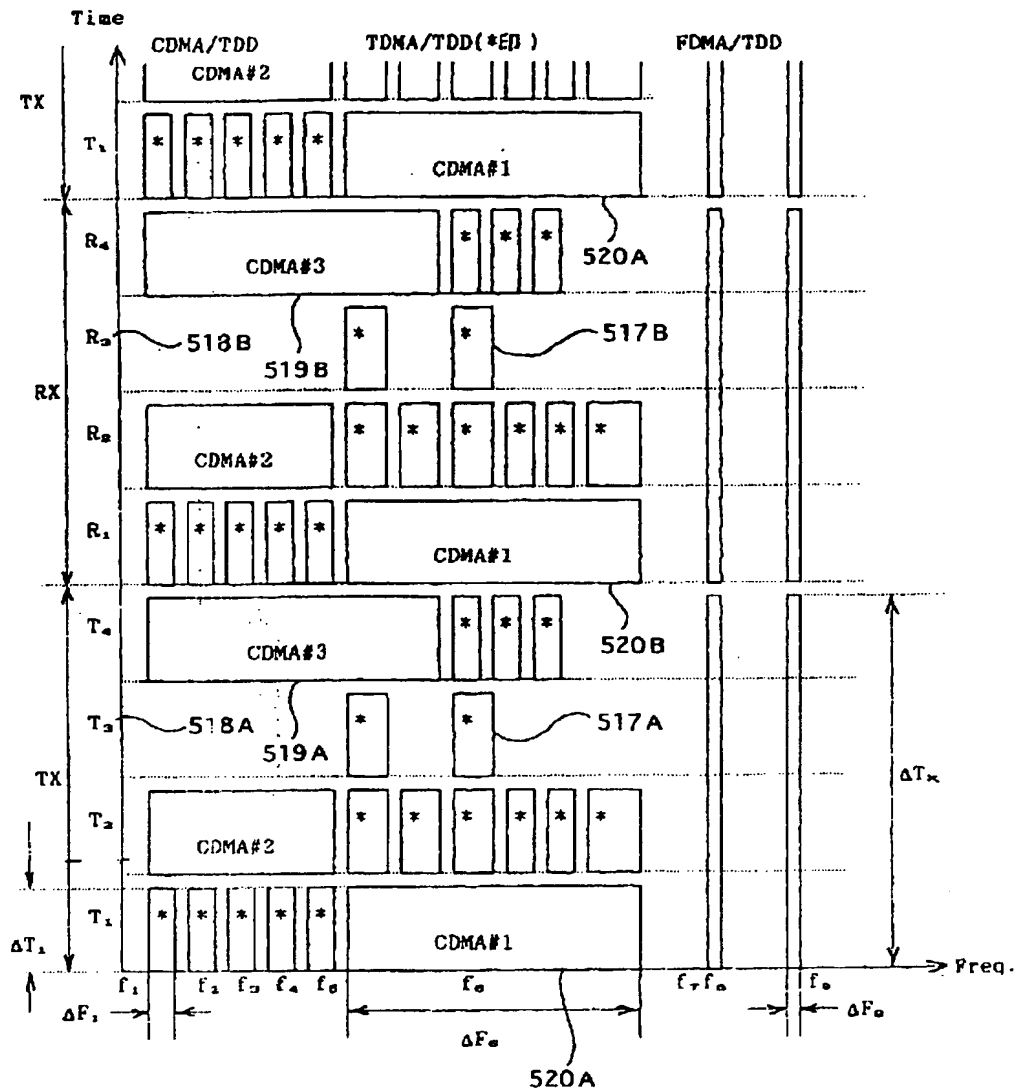 Time
CDMA/TDD TDMA/TDD(*印) FDMA/TDD
CDMA#2
TX
T₁ * * * * * CDMA#1
520A
R₄ CDMA#3 * * *
R₃ 518B * * 517B
519B
RX
R₂ CDMA#2 * * * * * *
R₁ * * * * * CDMA#1
520B
T₄ CDMA#3 * * *
T₃ 518A * * 517A
519A
TX
ΔTx
T₂ CDMA#2 * * * * * *
T₁ * * * * * CDMA#1
ΔT₁
f₁ f₂ f₃ f₄ f₅ f₆ f₇ f₈ f₉ Freq.
ΔF₁ ΔF₆ ΔF₉
520A